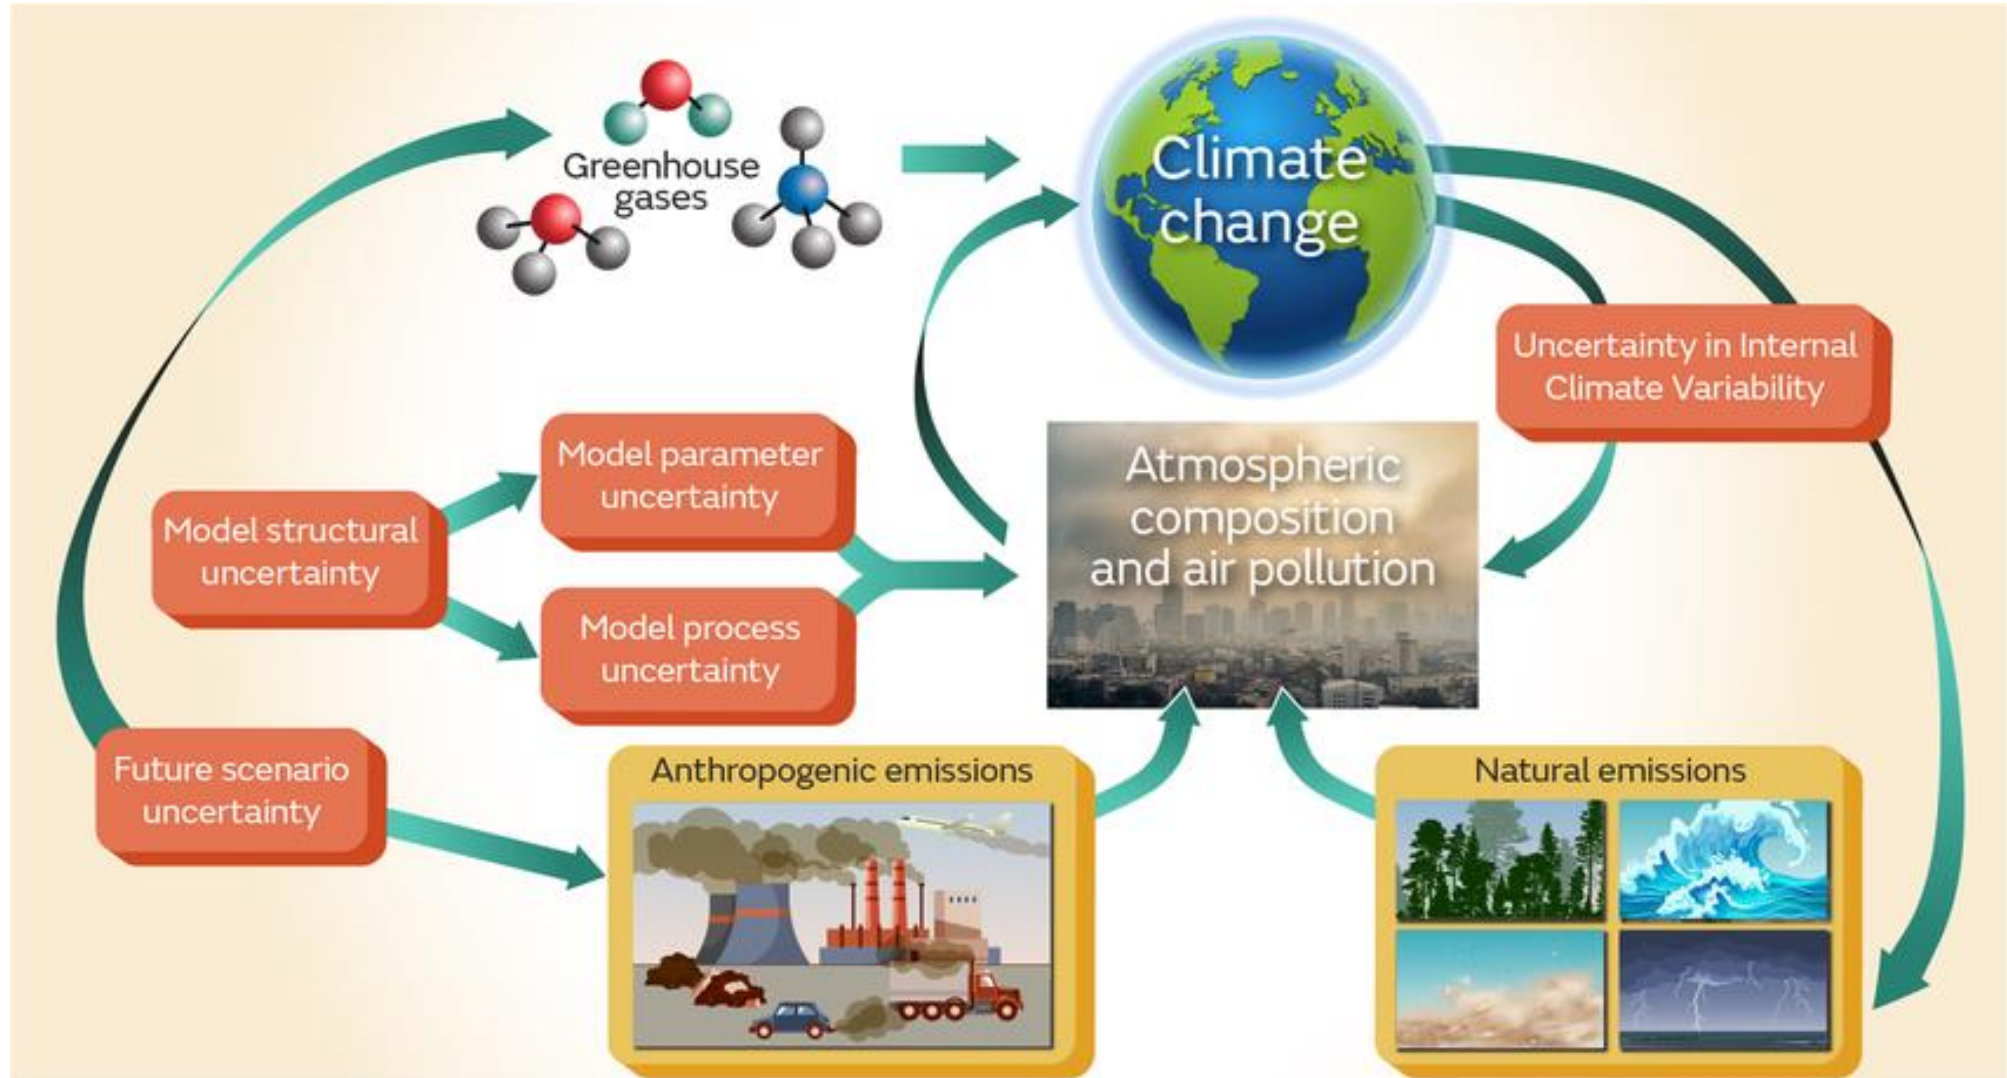 Greenhouse
gases
Climate
change
Uncertainty in Internal
Climate Variability
Model parameter
uncertainty
Atmospheric
composition
and air pollution
Model structural
uncertainty
Model process
uncertainty
Future scenario
uncertainty
Anthropogenic emissions
Natural emissions